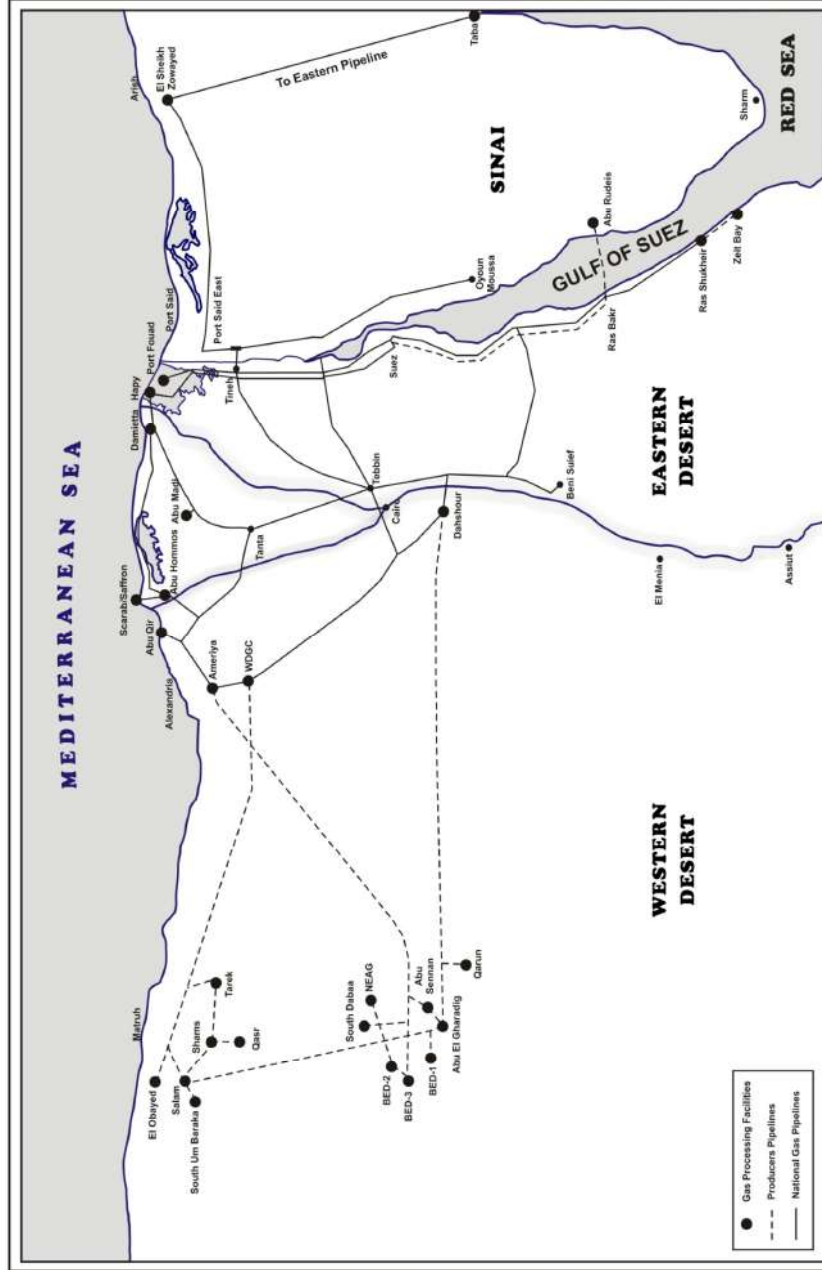 MEDITERRANEAN SEA
Matruh
El Obayed
Salam
South Um Baraka
Shams
Qasr
Tarek
South Dabaa
NEAG
BED-2
BED-3
BED-1
Abu
Sennan
Abu El Gharadig
Qarun
WESTERN
DESERT
Alexandria
Ameriya
WDGC
Abu Qir
Scarab/Saffron
Abu Hommos
Abu Madi
Tanta
Damietta
Hapy
Port Fouad
Port Said
Port Said East
Tineh
Tebbin
Cairo
Dahshour
Beni Suief
El Menia
Assiut
EASTERN
DESERT
Suez
Oyoun
Moussa
Arish
El Sheikh
Zowayed
To Eastern Pipeline
Taba
SINAI
GULF OF SUEZ
Abu Rudeis
Ras Bakr
Ras Shukheir
Zeit Bay
Sharm
RED SEA
Gas Processing Facilities
Producers Pipelines
National Gas Pipelines